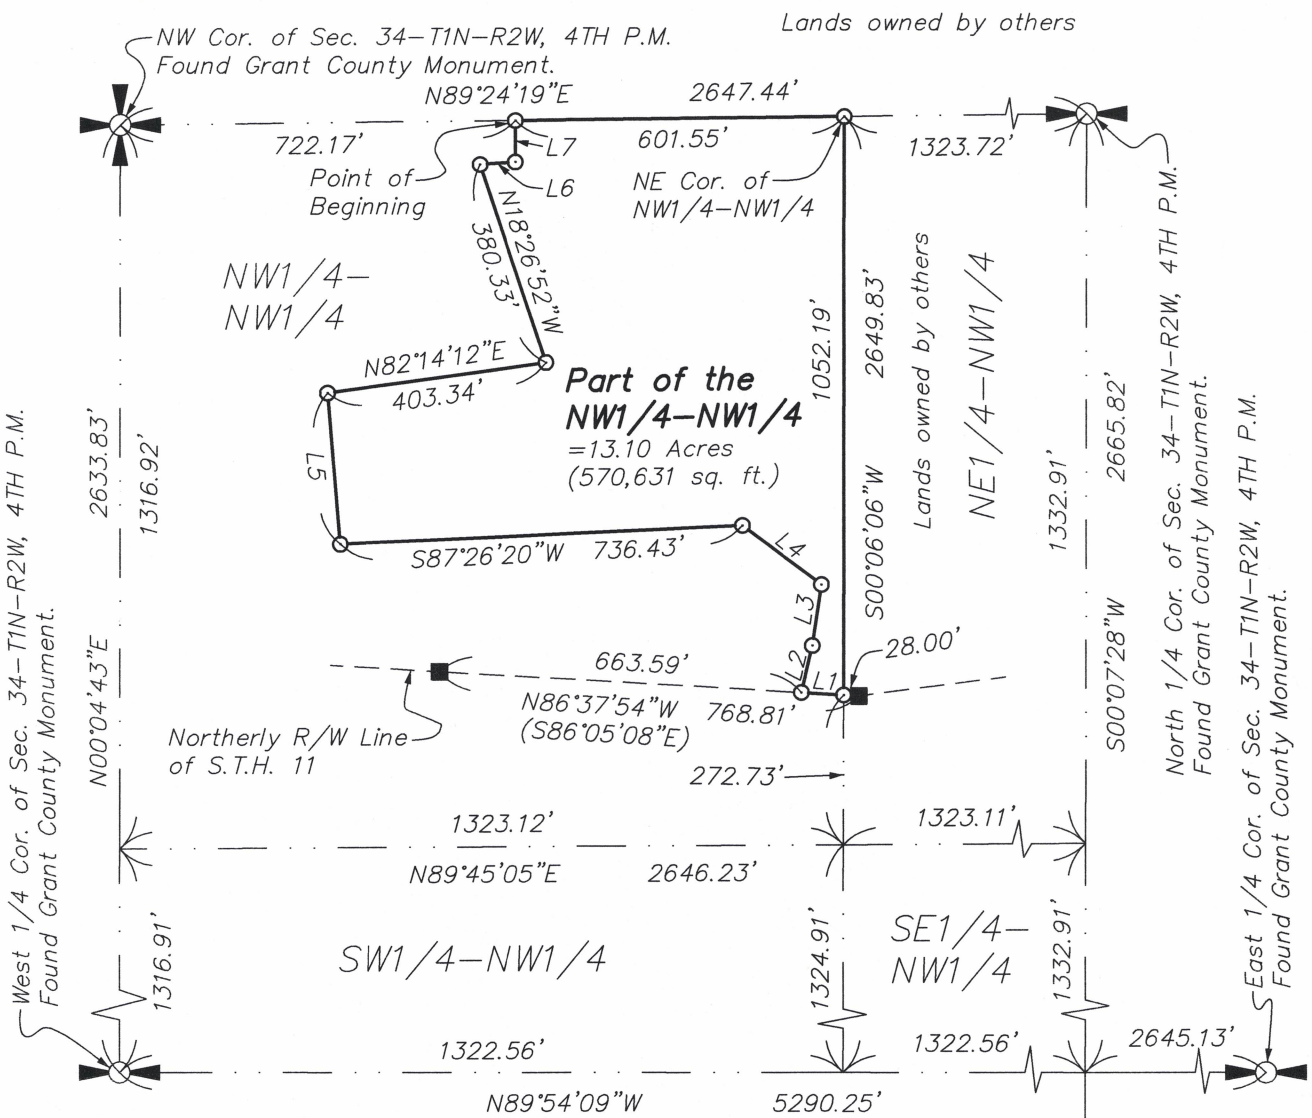 Lands owned by others
NW Cor. of Sec. 34–T1N–R2W, 4TH P.M.
Found Grant County Monument.
N89°24'19"E
2647.44'
722.17'
601.55'
1323.72'
Point of
Beginning
L7
L6
NE Cor. of
NW1/4–NW1/4
N18°26'52"W
380.33'
NW1/4–
NW1/4
N82°14'12"E
403.34'
Part of the
NW1/4–NW1/4
=13.10 Acres
(570,631 sq. ft.)
1052.19'
2649.83'
S00°06'06"W
Lands owned by others
NE1/4–NW1/4
1332.91'
2665.82'
S00°07'28"W
North 1/4 Cor. of Sec. 34–T1N–R2W, 4TH P.M.
Found Grant County Monument.
East 1/4 Cor. of Sec. 34–T1N–R2W, 4TH P.M.
Found Grant County Monument.
West 1/4 Cor. of Sec. 34–T1N–R2W, 4TH P.M.
Found Grant County Monument.
2633.83'
1316.92'
N00°04'43"E
L5
S87°26'20"W
736.43'
L4
L3
L2
L1
28.00'
663.59'
N86°37'54"W
768.81'
(S86°05'08"E)
Northerly R/W Line
of S.T.H. 11
272.73'
1323.12'
1323.11'
N89°45'05"E
2646.23'
1316.91'
SW1/4–NW1/4
1324.91'
SE1/4–
NW1/4
1332.91'
1322.56'
1322.56'
2645.13'
N89°54'09"W
5290.25'